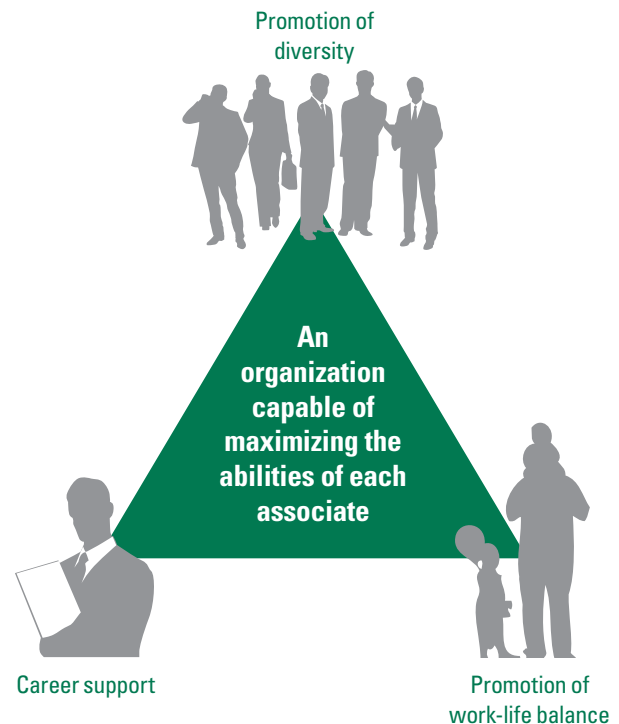 Promotion of
diversity
An
organization
capable of
maximizing the
abilities of each
associate
Career support
Promotion of
work-life balance